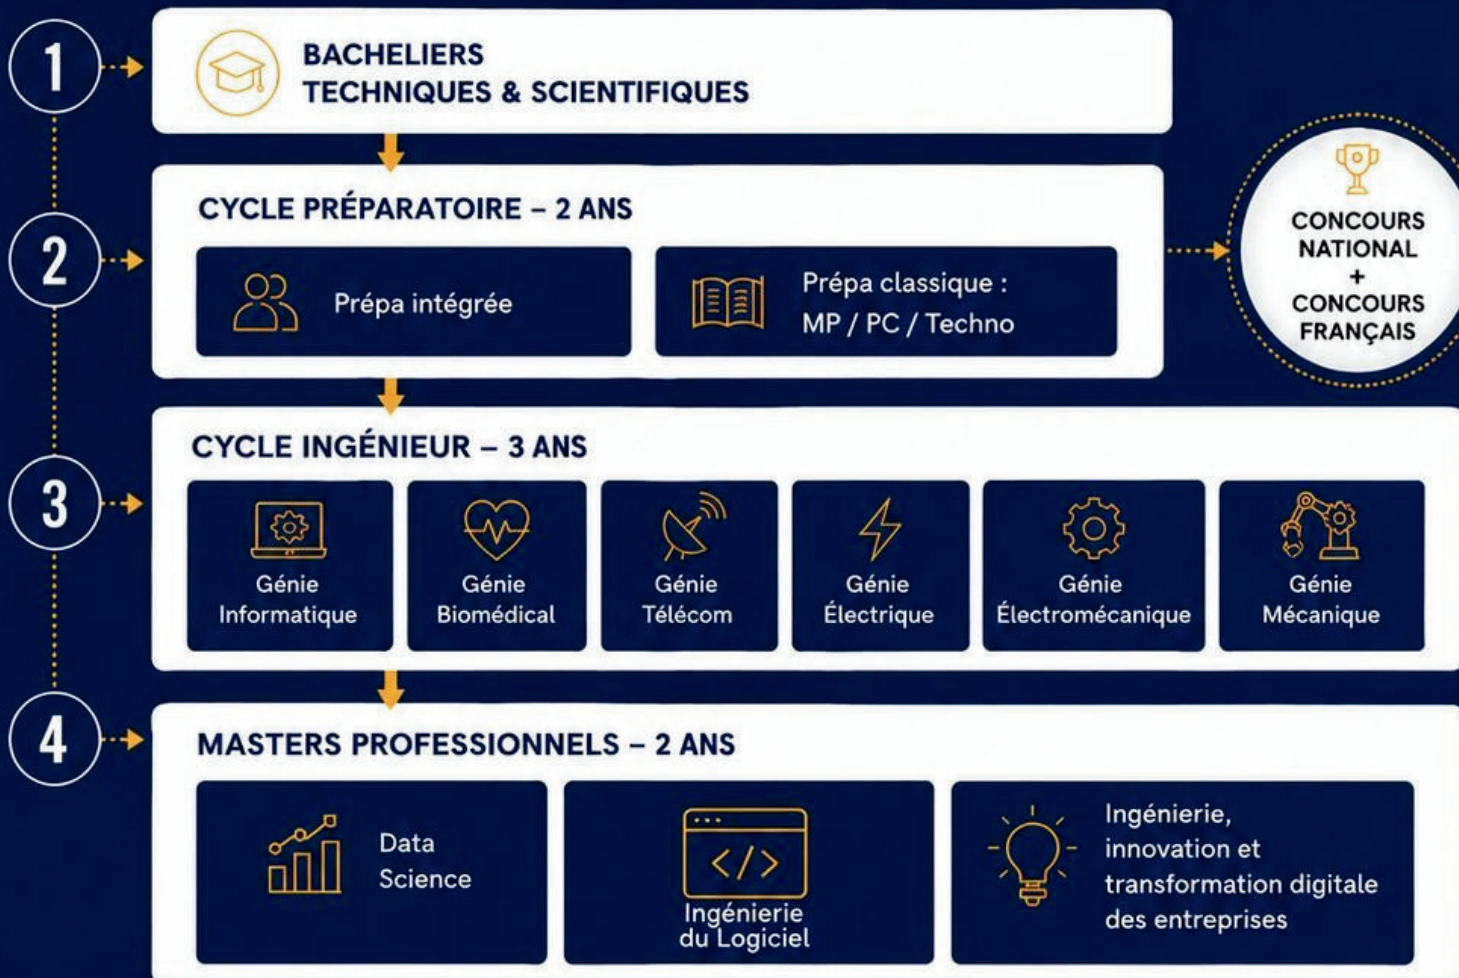 1
BACHELIERS
TECHNIQUES & SCIENTIFIQUES
2
CYCLE PRÉPARATOIRE – 2 ANS
Prépa intégrée
Prépa classique :
MP / PC / Techno
CONCOURS
NATIONAL
+
CONCOURS
FRANÇAIS
3
CYCLE INGÉNIEUR – 3 ANS
Génie
Informatique
Génie
Biomédical
Génie
Télécom
Génie
Électrique
Génie
Électromécanique
Génie
Mécanique
4
MASTERS PROFESSIONNELS – 2 ANS
Data
Science
</>
Ingénierie
du Logiciel
Ingénierie,
innovation et
transformation digitale
des entreprises